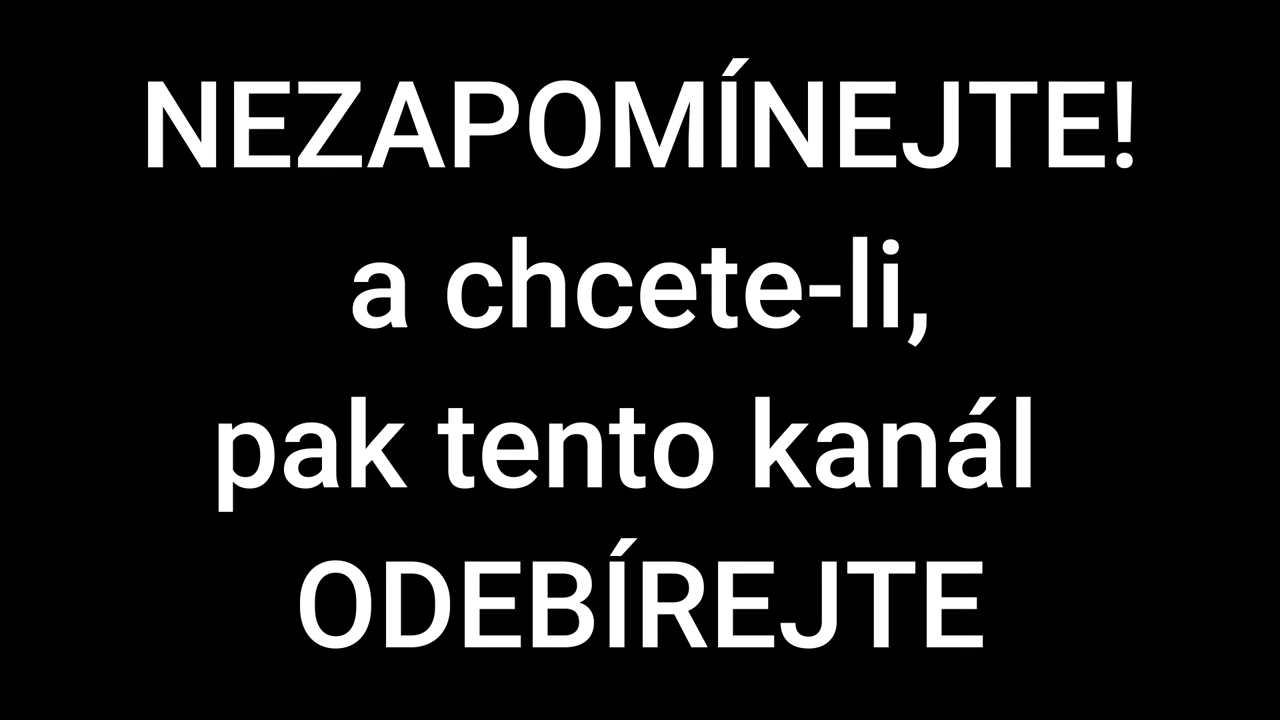 NEZAPOMÍNEJTE!
a chcete-li,
pak tento kanál
ODEBÍREJTE